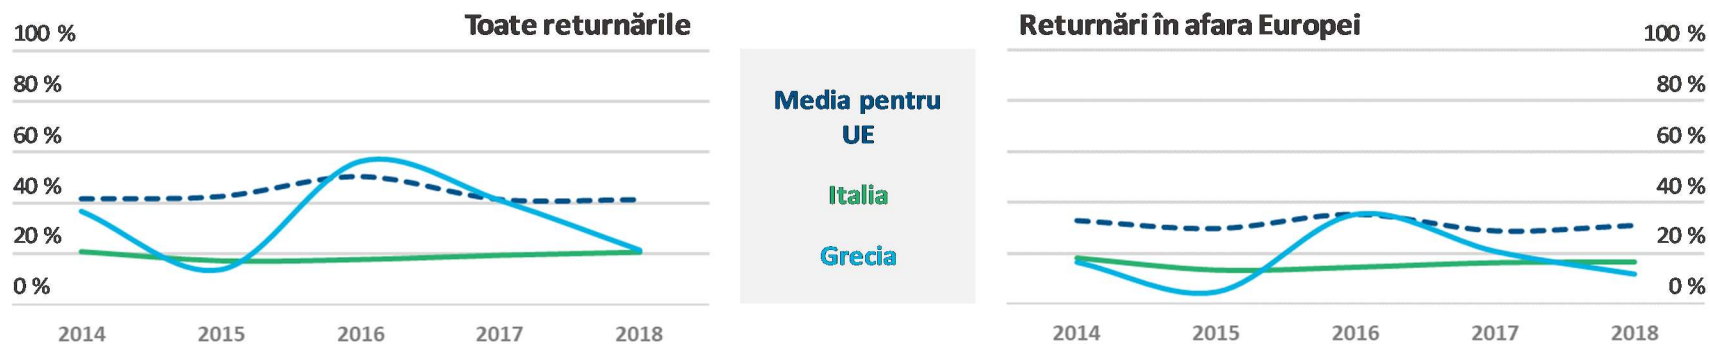 Toate returnările
100 %
80 %
60 %
40 %
20 %
0 %
2014 2015 2016 2017 2018
Media pentru
UE
Italia
Grecia
Returnări în afara Europei
100 %
80 %
60 %
40 %
20 %
0 %
2014 2015 2016 2017 2018